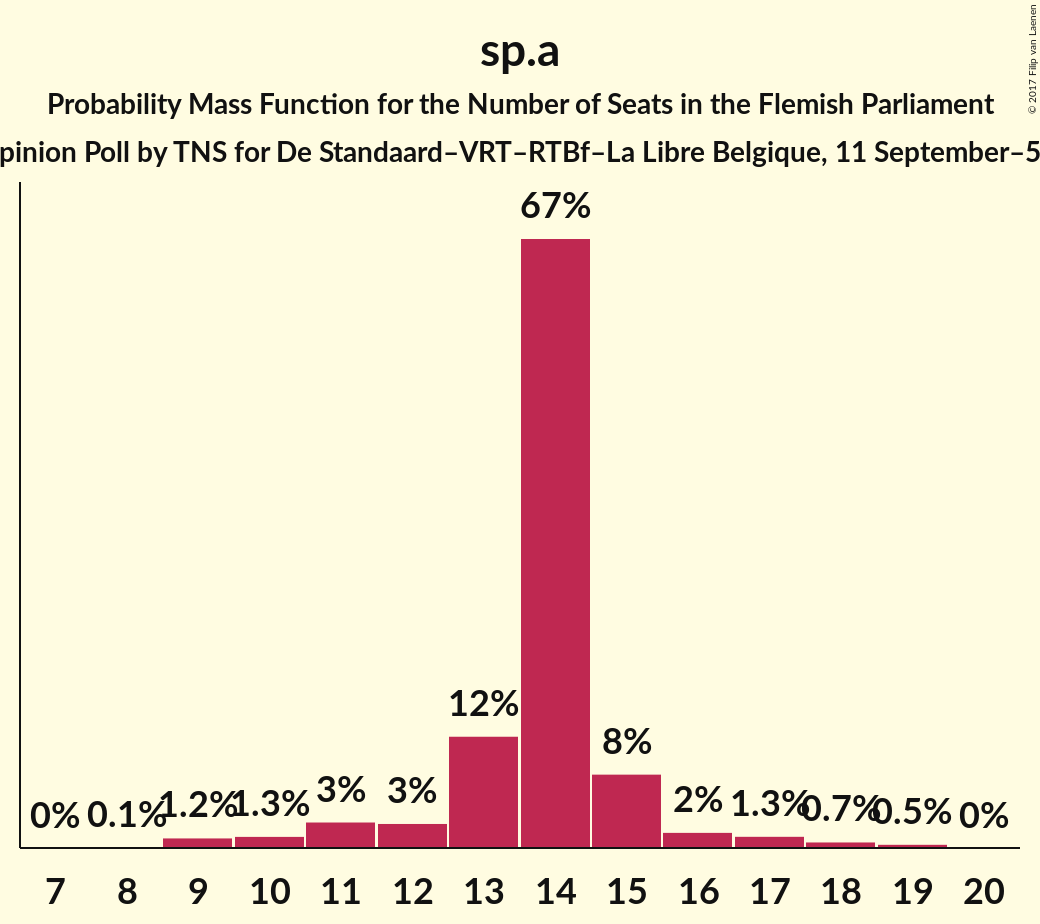 sp.a
Probability Mass Function for the Number of Seats in the Flemish Parliament
pinion Poll by TNS for De Standaard–VRT–RTBf–La Libre Belgique, 11 September–5
67%
12%
8%
3%
3%
2%
1.3%
1.2%
1.3%
0.7%
0.5%
0%
0.1%
0%
7 8 9 10 11 12 13 14 15 16 17 18 19 20
© 2017 Filip van Laenen